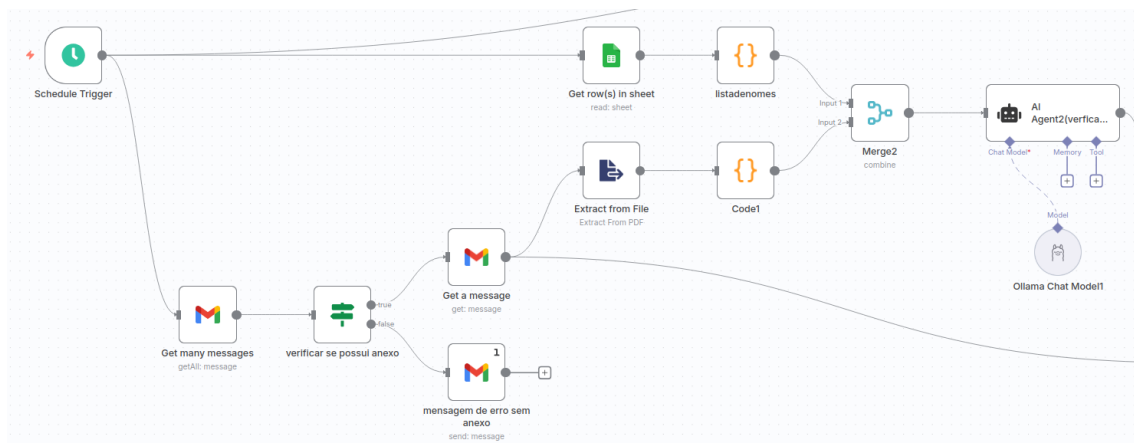 Schedule Trigger
Get row(s) in sheet
read: sheet
listadenomes
Input 1
Input 2
Merge2
combine
AI
Agent2(verfica...
Chat Model*
Memory
Tool
Model
Ollama Chat Model1
Extract from File
Extract From PDF
Code1
Get a message
get: message
Get many messages
getAll: message
verificar se possui anexo
true
false
1
mensagem de erro sem
anexo
send: message